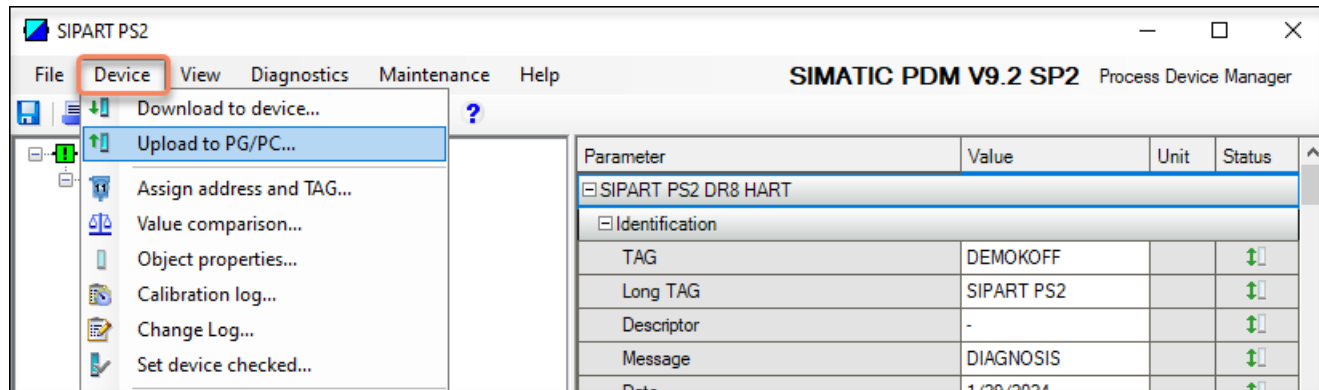 SIPART PS2
File Device View Diagnostics Maintenance Help SIMATIC PDM V9.2 SP2 Process Device Manager
Download to device...
Upload to PG/PC...
Assign address and TAG...
Value comparison...
Object properties...
Calibration log...
Change Log...
Set device checked...
Parameter Value Unit Status
SIPART PS2 DR8 HART
Identification
TAG DEMOKOFF
Long TAG SIPART PS2
Descriptor -
Message DIAGNOSIS